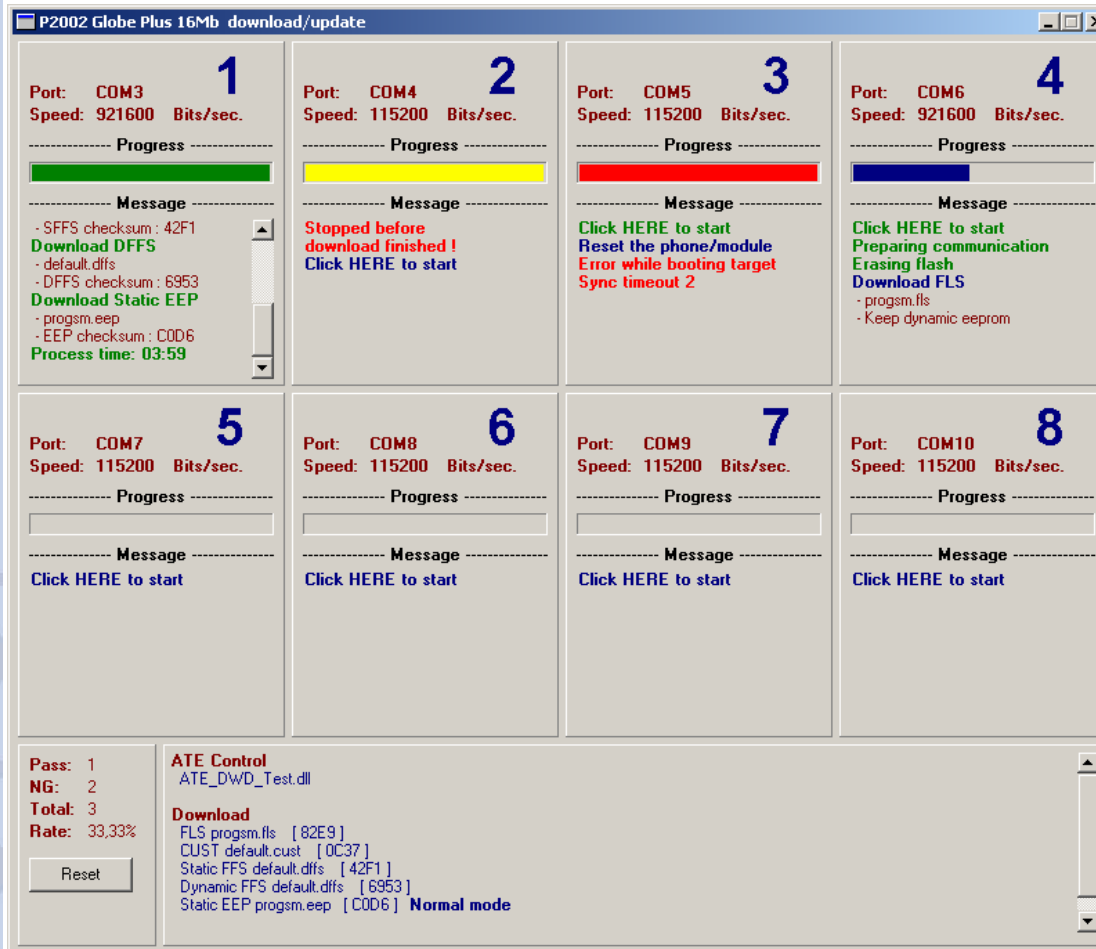 P2002 Globe Plus 16Mb download/update
1
Port: COM3
Speed: 921600 Bits/sec.
Progress
Message
- SFFS checksum : 42F1
Download DFFS
- default.dffs
- DFFS checksum : 6953
Download Static EEP
- progsm.eep
- EEP checksum : C0D6
Process time: 03:59
2
Port: COM4
Speed: 115200 Bits/sec.
Progress
Message
Stopped before
download finished !
Click HERE to start
3
Port: COM5
Speed: 115200 Bits/sec.
Progress
Message
Click HERE to start
Reset the phone/module
Error while booting target
Sync timeout 2
4
Port: COM6
Speed: 921600 Bits/sec.
Progress
Message
Click HERE to start
Preparing communication
Erasing flash
Download FLS
- progsm.fls
- Keep dynamic eeprom
5
Port: COM7
Speed: 115200 Bits/sec.
Progress
Message
Click HERE to start
6
Port: COM8
Speed: 115200 Bits/sec.
Progress
Message
Click HERE to start
7
Port: COM9
Speed: 115200 Bits/sec.
Progress
Message
Click HERE to start
8
Port: COM10
Speed: 115200 Bits/sec.
Progress
Message
Click HERE to start
Pass: 1
NG: 2
Total: 3
Rate: 33,33%
Reset
ATE Control
ATE_DWD_Test.dll
Download
FLS progsm.fls [ 82E9 ]
CUST default.cust [ 0C37 ]
Static FFS default.dffs [ 42F1 ]
Dynamic FFS default.dffs [ 6953 ]
Static EEP progsm.eep [ C0D6 ] Normal mode